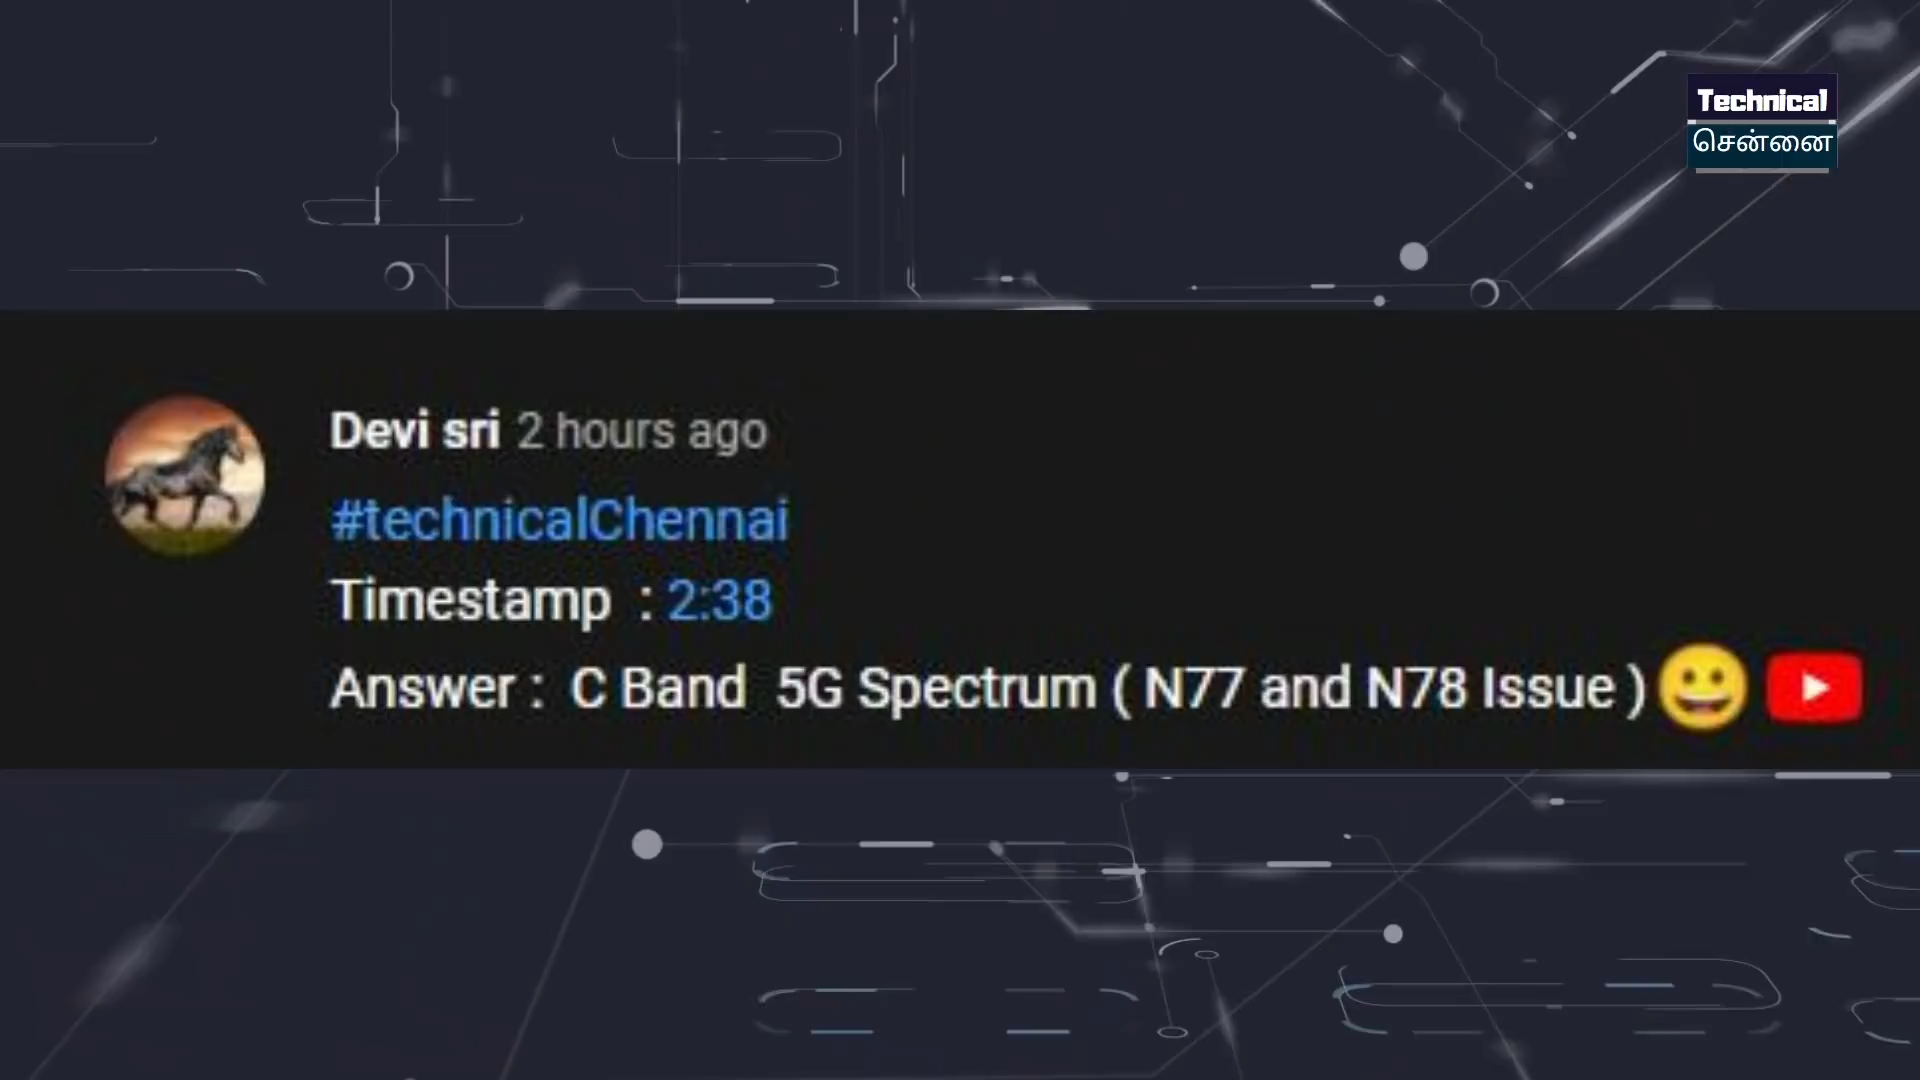 Technical
சென்னை
Devi sri 2 hours ago
#technicalChennai
Timestamp : 2:38
Answer : C Band 5G Spectrum ( N77 and N78 Issue ) 😀